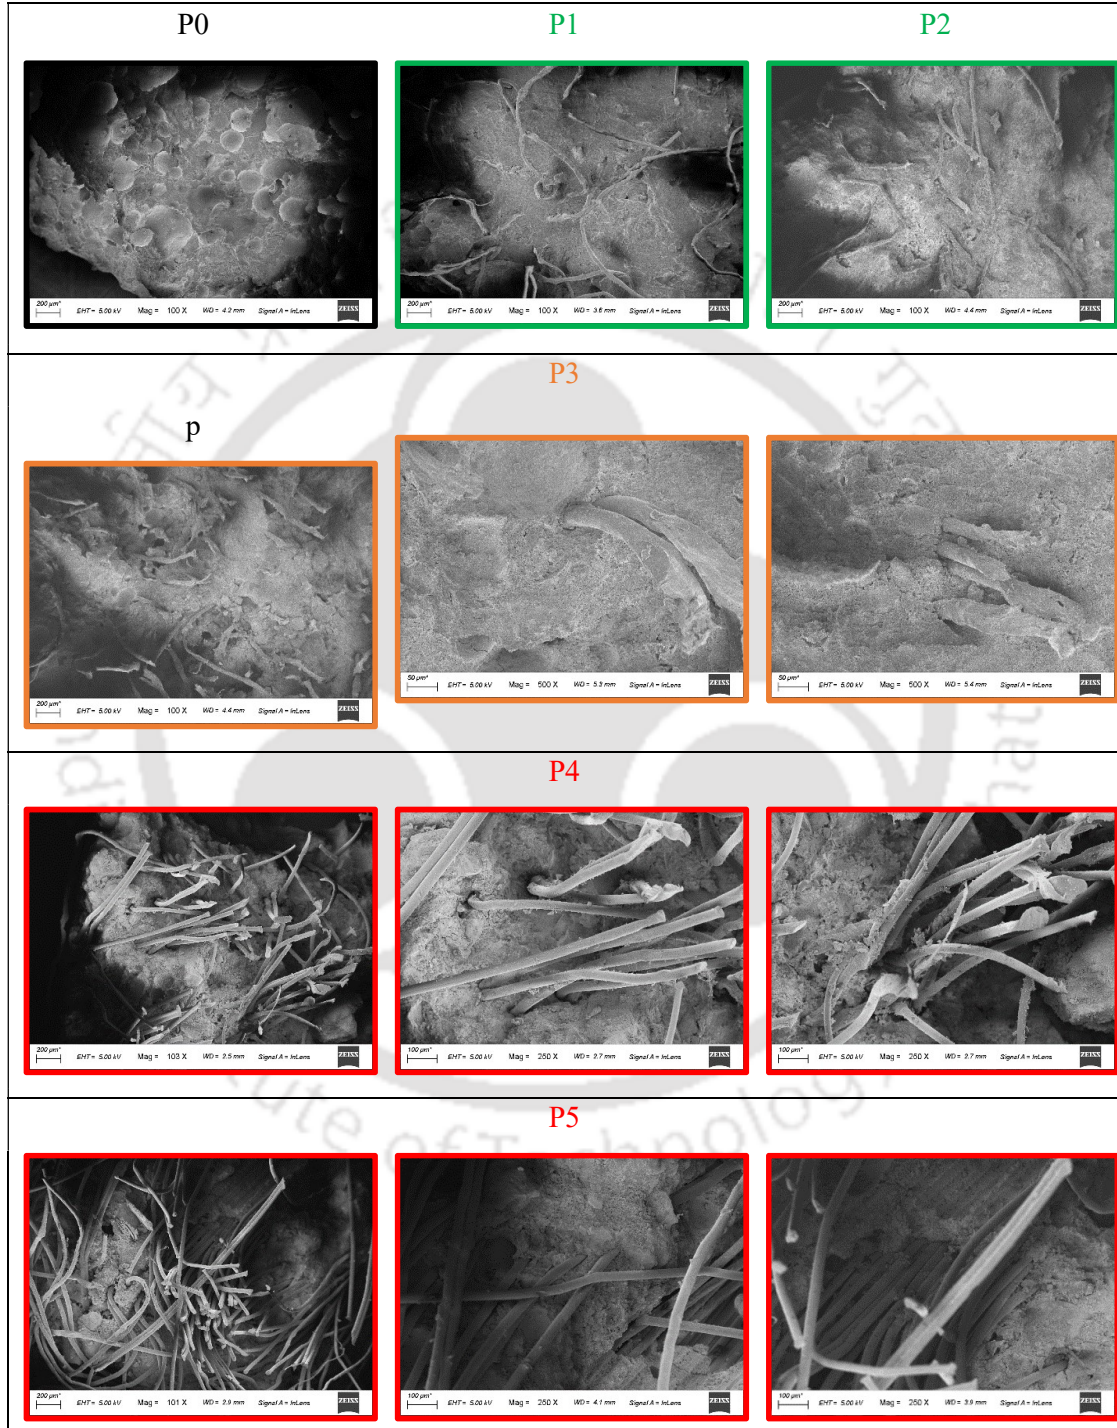 P0 P1 P2
200 µm* EHT = 5.00 kV Mag = 100 X WD = 4.2 mm Signal A = InLens ZEISS
200 µm* EHT = 5.00 kV Mag = 100 X WD = 3.6 mm Signal A = InLens ZEISS
200 µm* EHT = 5.00 kV Mag = 100 X WD = 4.4 mm Signal A = InLens ZEISS
P3
p
200 µm* EHT = 5.00 kV Mag = 100 X WD = 4.4 mm Signal A = InLens ZEISS
50 µm* EHT = 5.00 kV Mag = 500 X WD = 5.3 mm Signal A = InLens ZEISS
50 µm* EHT = 5.00 kV Mag = 500 X WD = 5.4 mm Signal A = InLens ZEISS
P4
200 µm* EHT = 5.00 kV Mag = 103 X WD = 2.5 mm Signal A = InLens ZEISS
100 µm* EHT = 5.00 kV Mag = 250 X WD = 2.7 mm Signal A = InLens ZEISS
100 µm* EHT = 5.00 kV Mag = 250 X WD = 2.7 mm Signal A = InLens ZEISS
P5
200 µm* EHT = 5.00 kV Mag = 101 X WD = 2.9 mm Signal A = InLens ZEISS
100 µm* EHT = 5.00 kV Mag = 250 X WD = 4.1 mm Signal A = InLens ZEISS
100 µm* EHT = 5.00 kV Mag = 250 X WD = 3.9 mm Signal A = InLens ZEISS